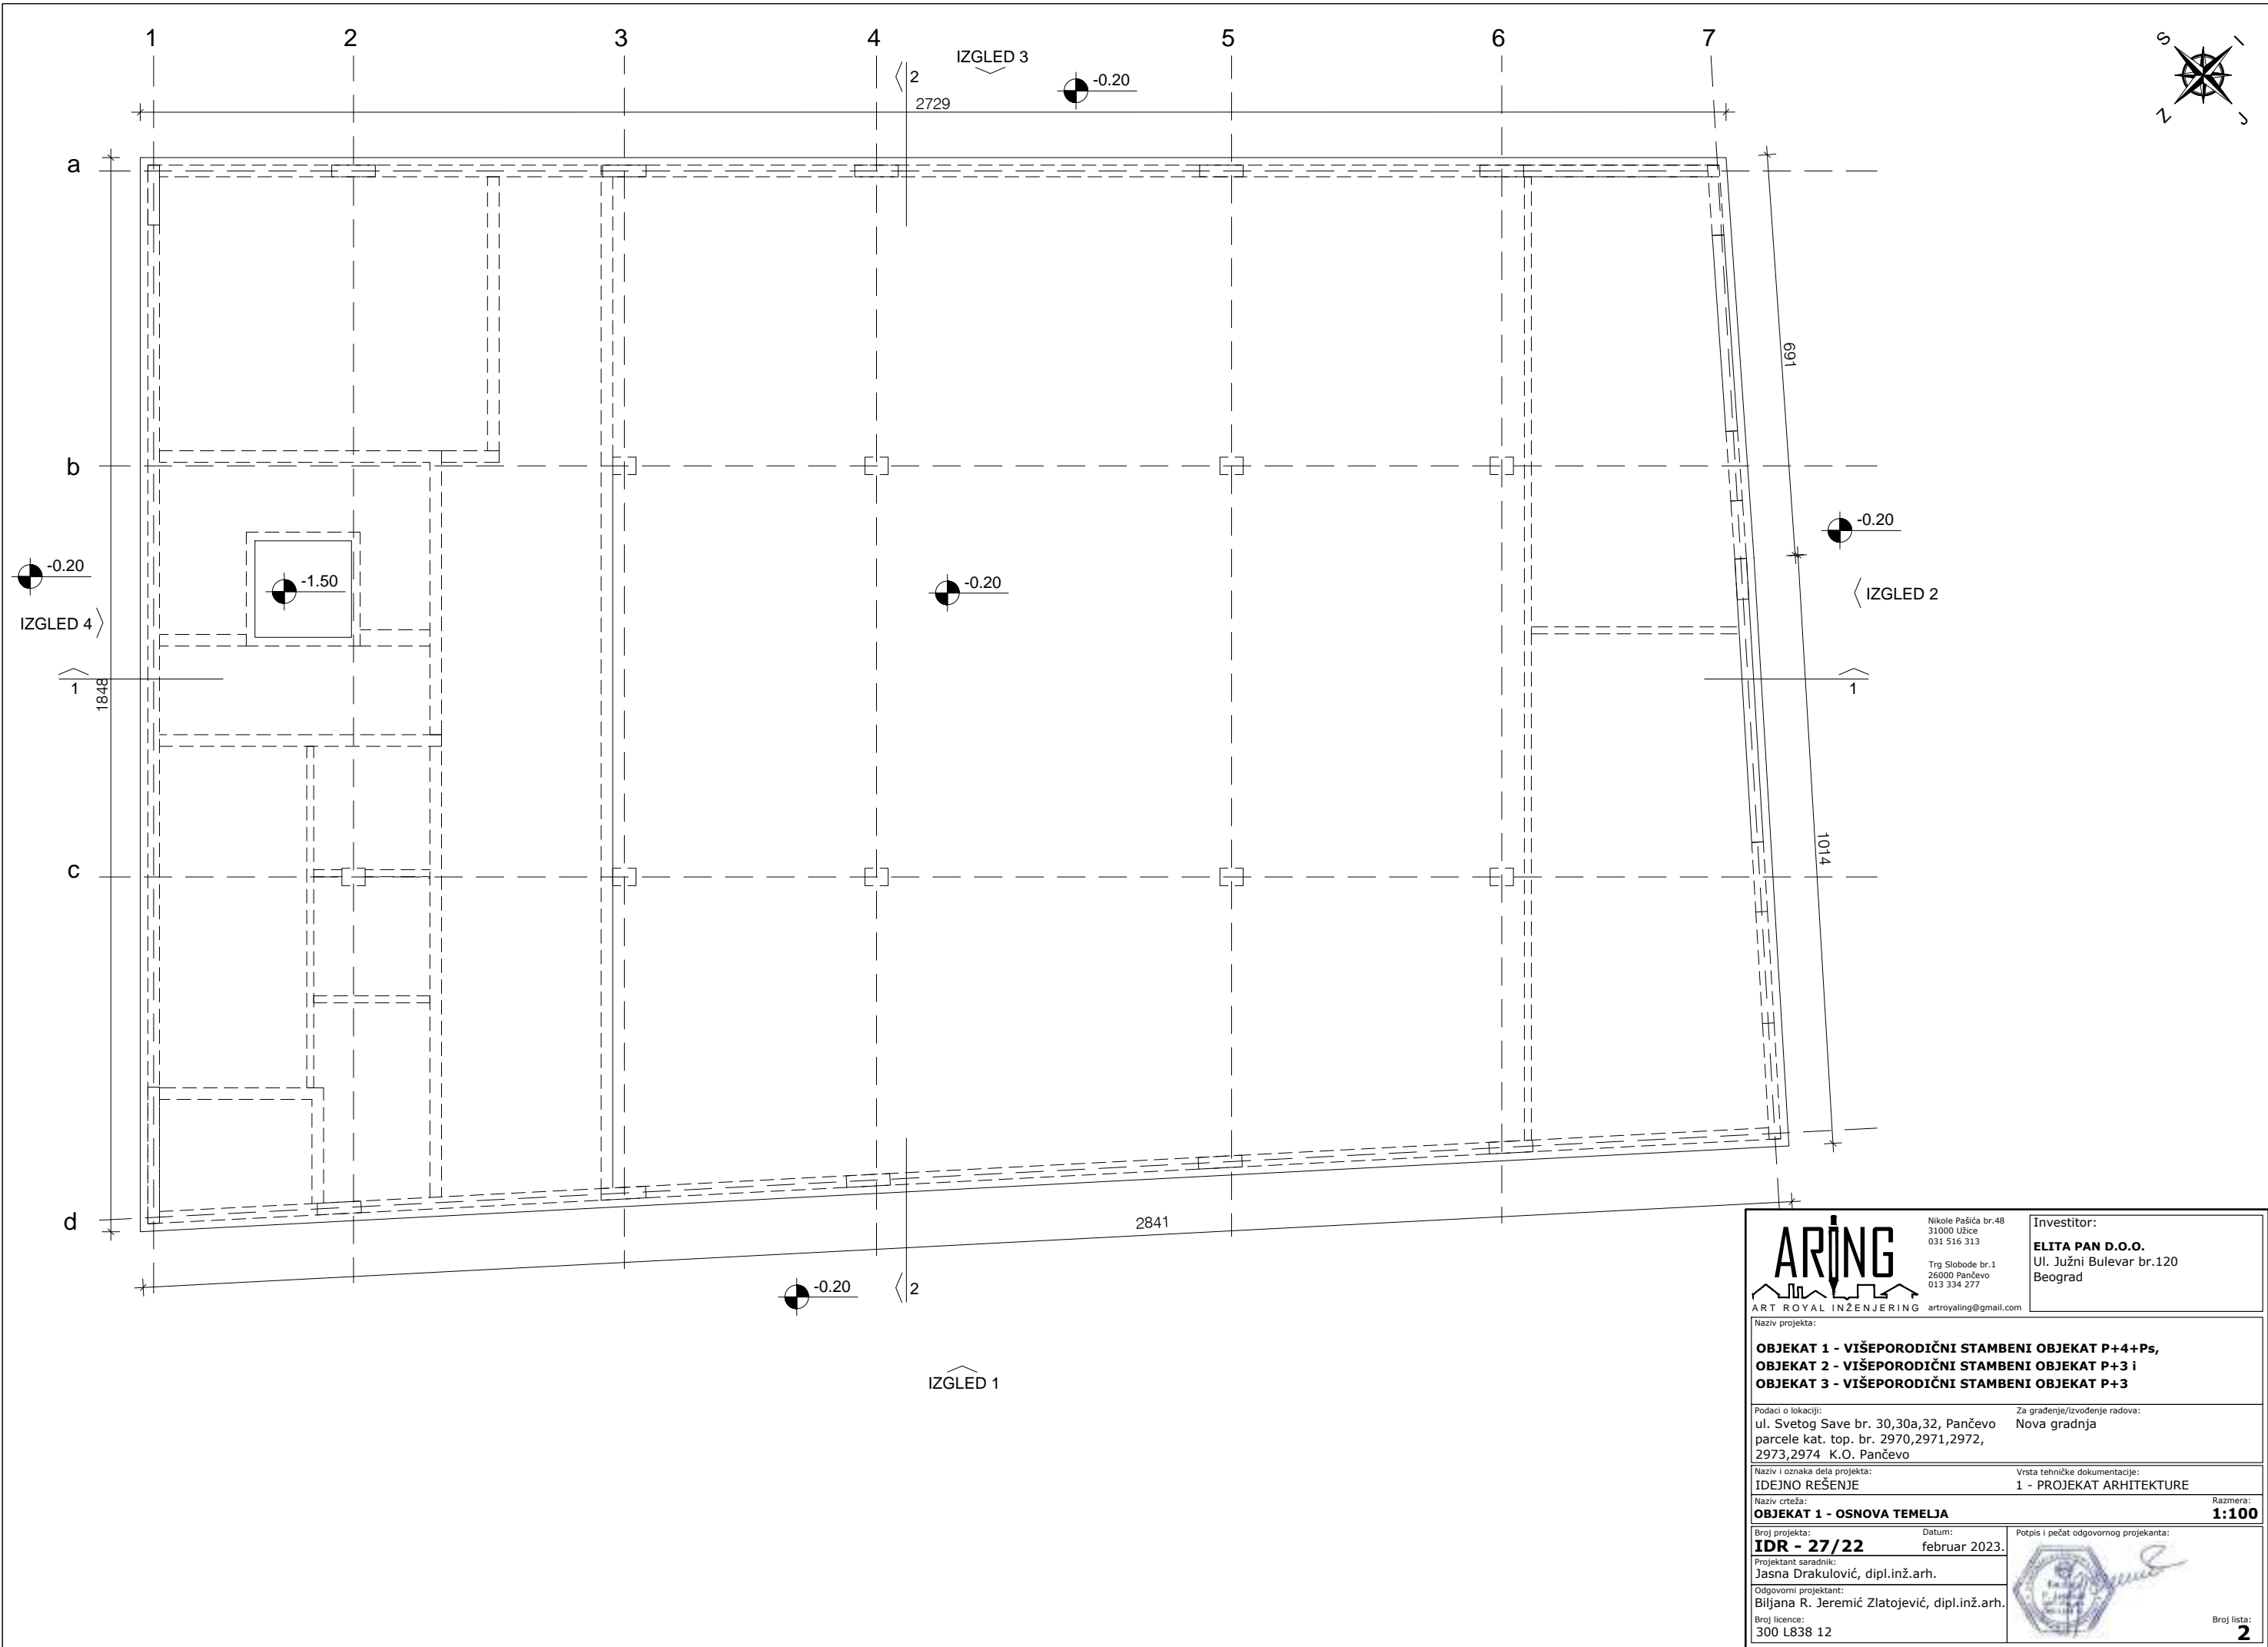 1 2 3 4 5 6 7
IZGLED 3
2
-0.20
2729
S I
Z J
a
b
c
d
691
-0.20
-0.20
-1.50
-0.20
IZGLED 4
IZGLED 2
1
1
1848
1014
2841
-0.20
2
IZGLED 1
ARING
ART ROYAL INŽENJERING
Nikole Pašića br.48
31000 Užice
031 516 313
Trg Slobode br.1
26000 Pančevo
013 334 277
artroyaling@gmail.com
Investitor:
ELITA PAN D.O.O.
Ul. Južni Bulevar br.120
Beograd
Naziv projekta:
OBJEKAT 1 - VIŠEPORODIČNI STAMBENI OBJEKAT P+4+Ps,
OBJEKAT 2 - VIŠEPORODIČNI STAMBENI OBJEKAT P+3 i
OBJEKAT 3 - VIŠEPORODIČNI STAMBENI OBJEKAT P+3
Podaci o lokaciji:
ul. Svetog Save br. 30,30a,32, Pančevo
parcele kat. top. br. 2970,2971,2972,
2973,2974 K.O. Pančevo
Za građenje/izvođenje radova:
Nova gradnja
Naziv i oznaka dela projekta:
IDEJNO REŠENJE
Vrsta tehničke dokumentacije:
1 - PROJEKAT ARHITEKTURE
Naziv crteža:
OBJEKAT 1 - OSNOVA TEMELJA
Razmera:
1:100
Broj projekta:
IDR - 27/22
Datum:
februar 2023.
Projektant saradnik:
Jasna Drakulović, dipl.inž.arh.
Odgovorni projektant:
Biljana R. Jeremić Zlatojević, dipl.inž.arh.
Broj licence:
300 L838 12
Potpis i pečat odgovornog projekanta:
Broj lista:
2